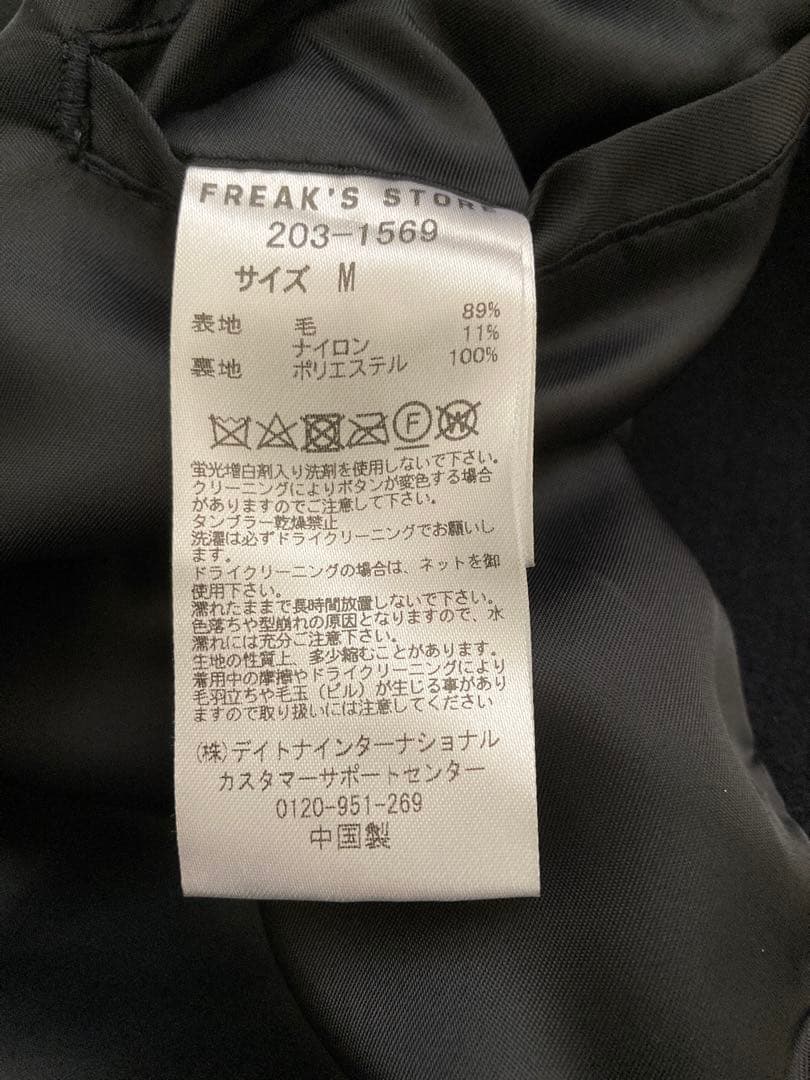 FREAK'S STORE
203-1569
サイズ M
表地 毛 89%
ナイロン 11%
裏地 ポリエステル 100%
F W
蛍光増白剤入り洗剤を使用しないで下さい。
クリーニングによりボタンが変色する場合
がありますのでご注意して下さい。
タンブラー乾燥禁止
洗濯は必ずドライクリーニングでお願いし
ます。
ドライクリーニングの場合は、ネットを御
使用下さい。
濡れたままで長時間放置しないで下さい。
色落ちや型崩れの原因となりますので、水
濡れには充分ご注意下さい。
生地の性質上、多少縮むことがあります。
着用中の摩擦やドライクリーニングにより
毛羽立ちや毛玉（ピル）が生じる事があり
ますので取り扱いには注意してください
(株)デイトナインターナショナル
カスタマーサポートセンター
0120-951-269
中国製